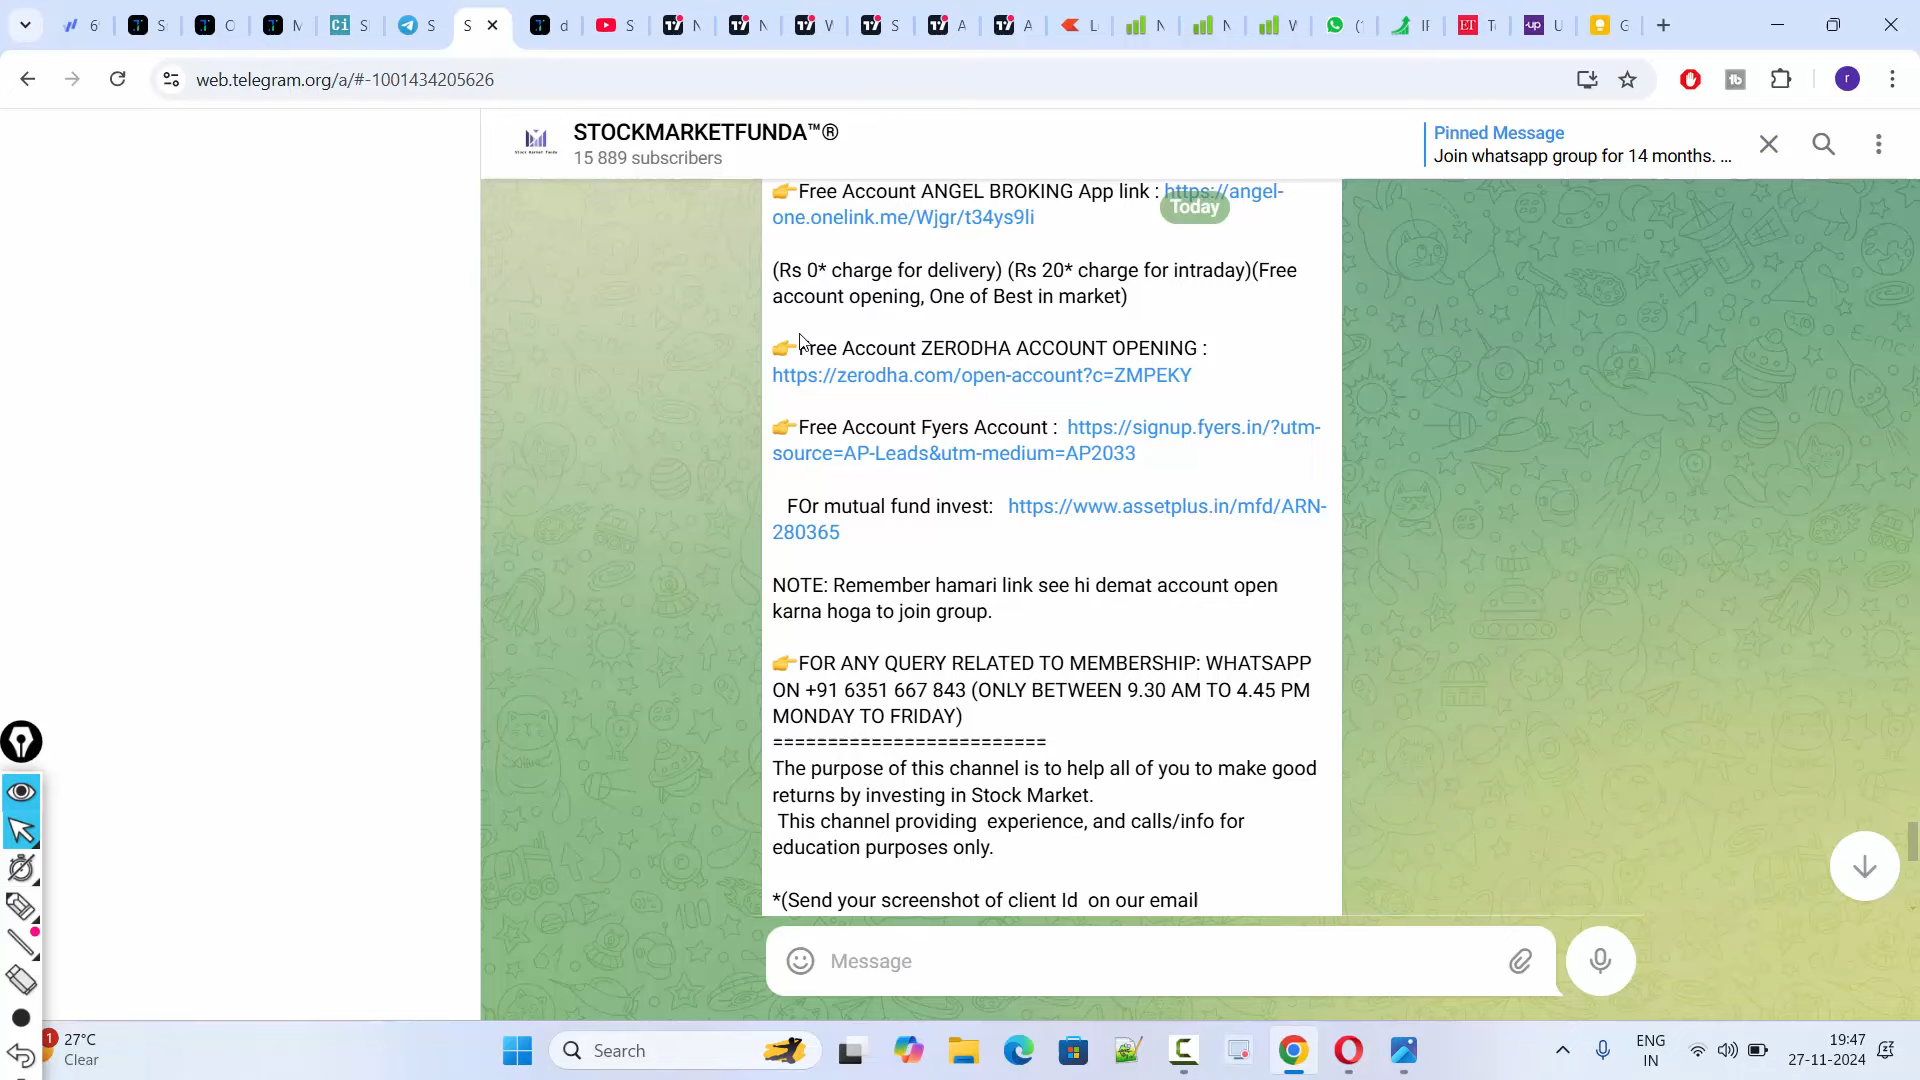 6
S
C
M
S
S
S
d
S
N
N
V
S
A
A
L
N
N
V
(
IF
T
U
G
web.telegram.org/a/#-1001434205626
r
STOCKMARKETFUNDA™®
15 889 subscribers
Pinned Message
Join whatsapp group for 14 months. ...
👉Free Account ANGEL BROKING App link : https://angel-
one.onelink.me/Wjgr/t34ys9li
Today
(Rs 0* charge for delivery) (Rs 20* charge for intraday)(Free
account opening, One of Best in market)
👉Free Account ZERODHA ACCOUNT OPENING :
https://zerodha.com/open-account?c=ZMPEKY
👉Free Account Fyers Account : https://signup.fyers.in/?utm-
source=AP-Leads&utm-medium=AP2033
FOr mutual fund invest: https://www.assetplus.in/mfd/ARN-
280365
NOTE: Remember hamari link see hi demat account open
karna hoga to join group.
👉FOR ANY QUERY RELATED TO MEMBERSHIP: WHATSAPP
ON +91 6351 667 843 (ONLY BETWEEN 9.30 AM TO 4.45 PM
MONDAY TO FRIDAY)
=========================
The purpose of this channel is to help all of you to make good
returns by investing in Stock Market.
This channel providing experience, and calls/info for
education purposes only.
*(Send your screenshot of client Id on our email
Message
1
27°C
Clear
Search
ENG
IN
19:47
27-11-2024